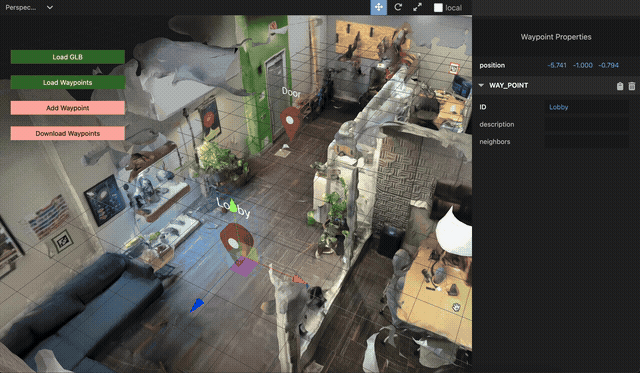 Perspec...
local
Load GLB
Load Waypoints
Add Waypoint
Download Waypoints
Door
Lobby
Waypoint Properties
position -5.741 -1.000 -0.794
WAY_POINT
ID Lobby
description
neighbors